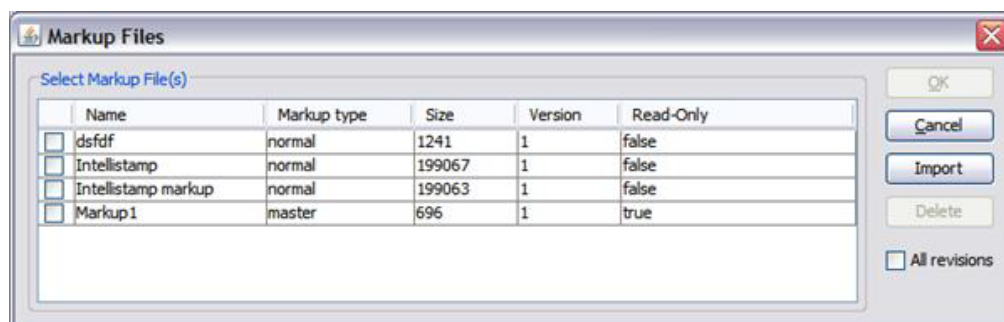 Markup Files
Select Markup File(s)
Name Markup type Size Version Read-Only
dsfdf normal 1241 1 false
Intellistamp normal 199067 1 false
Intellistamp markup normal 199063 1 false
Markup1 master 696 1 true
OK
Cancel
Import
Delete
All revisions